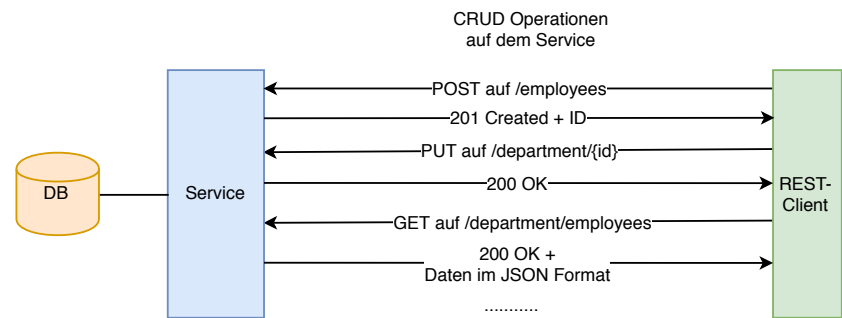 CRUD Operationen
auf dem Service
POST auf /employees
201 Created + ID
PUT auf /department/{id}
DB
Service
200 OK
REST-
Client
GET auf /department/employees
200 OK +
Daten im JSON Format
...........